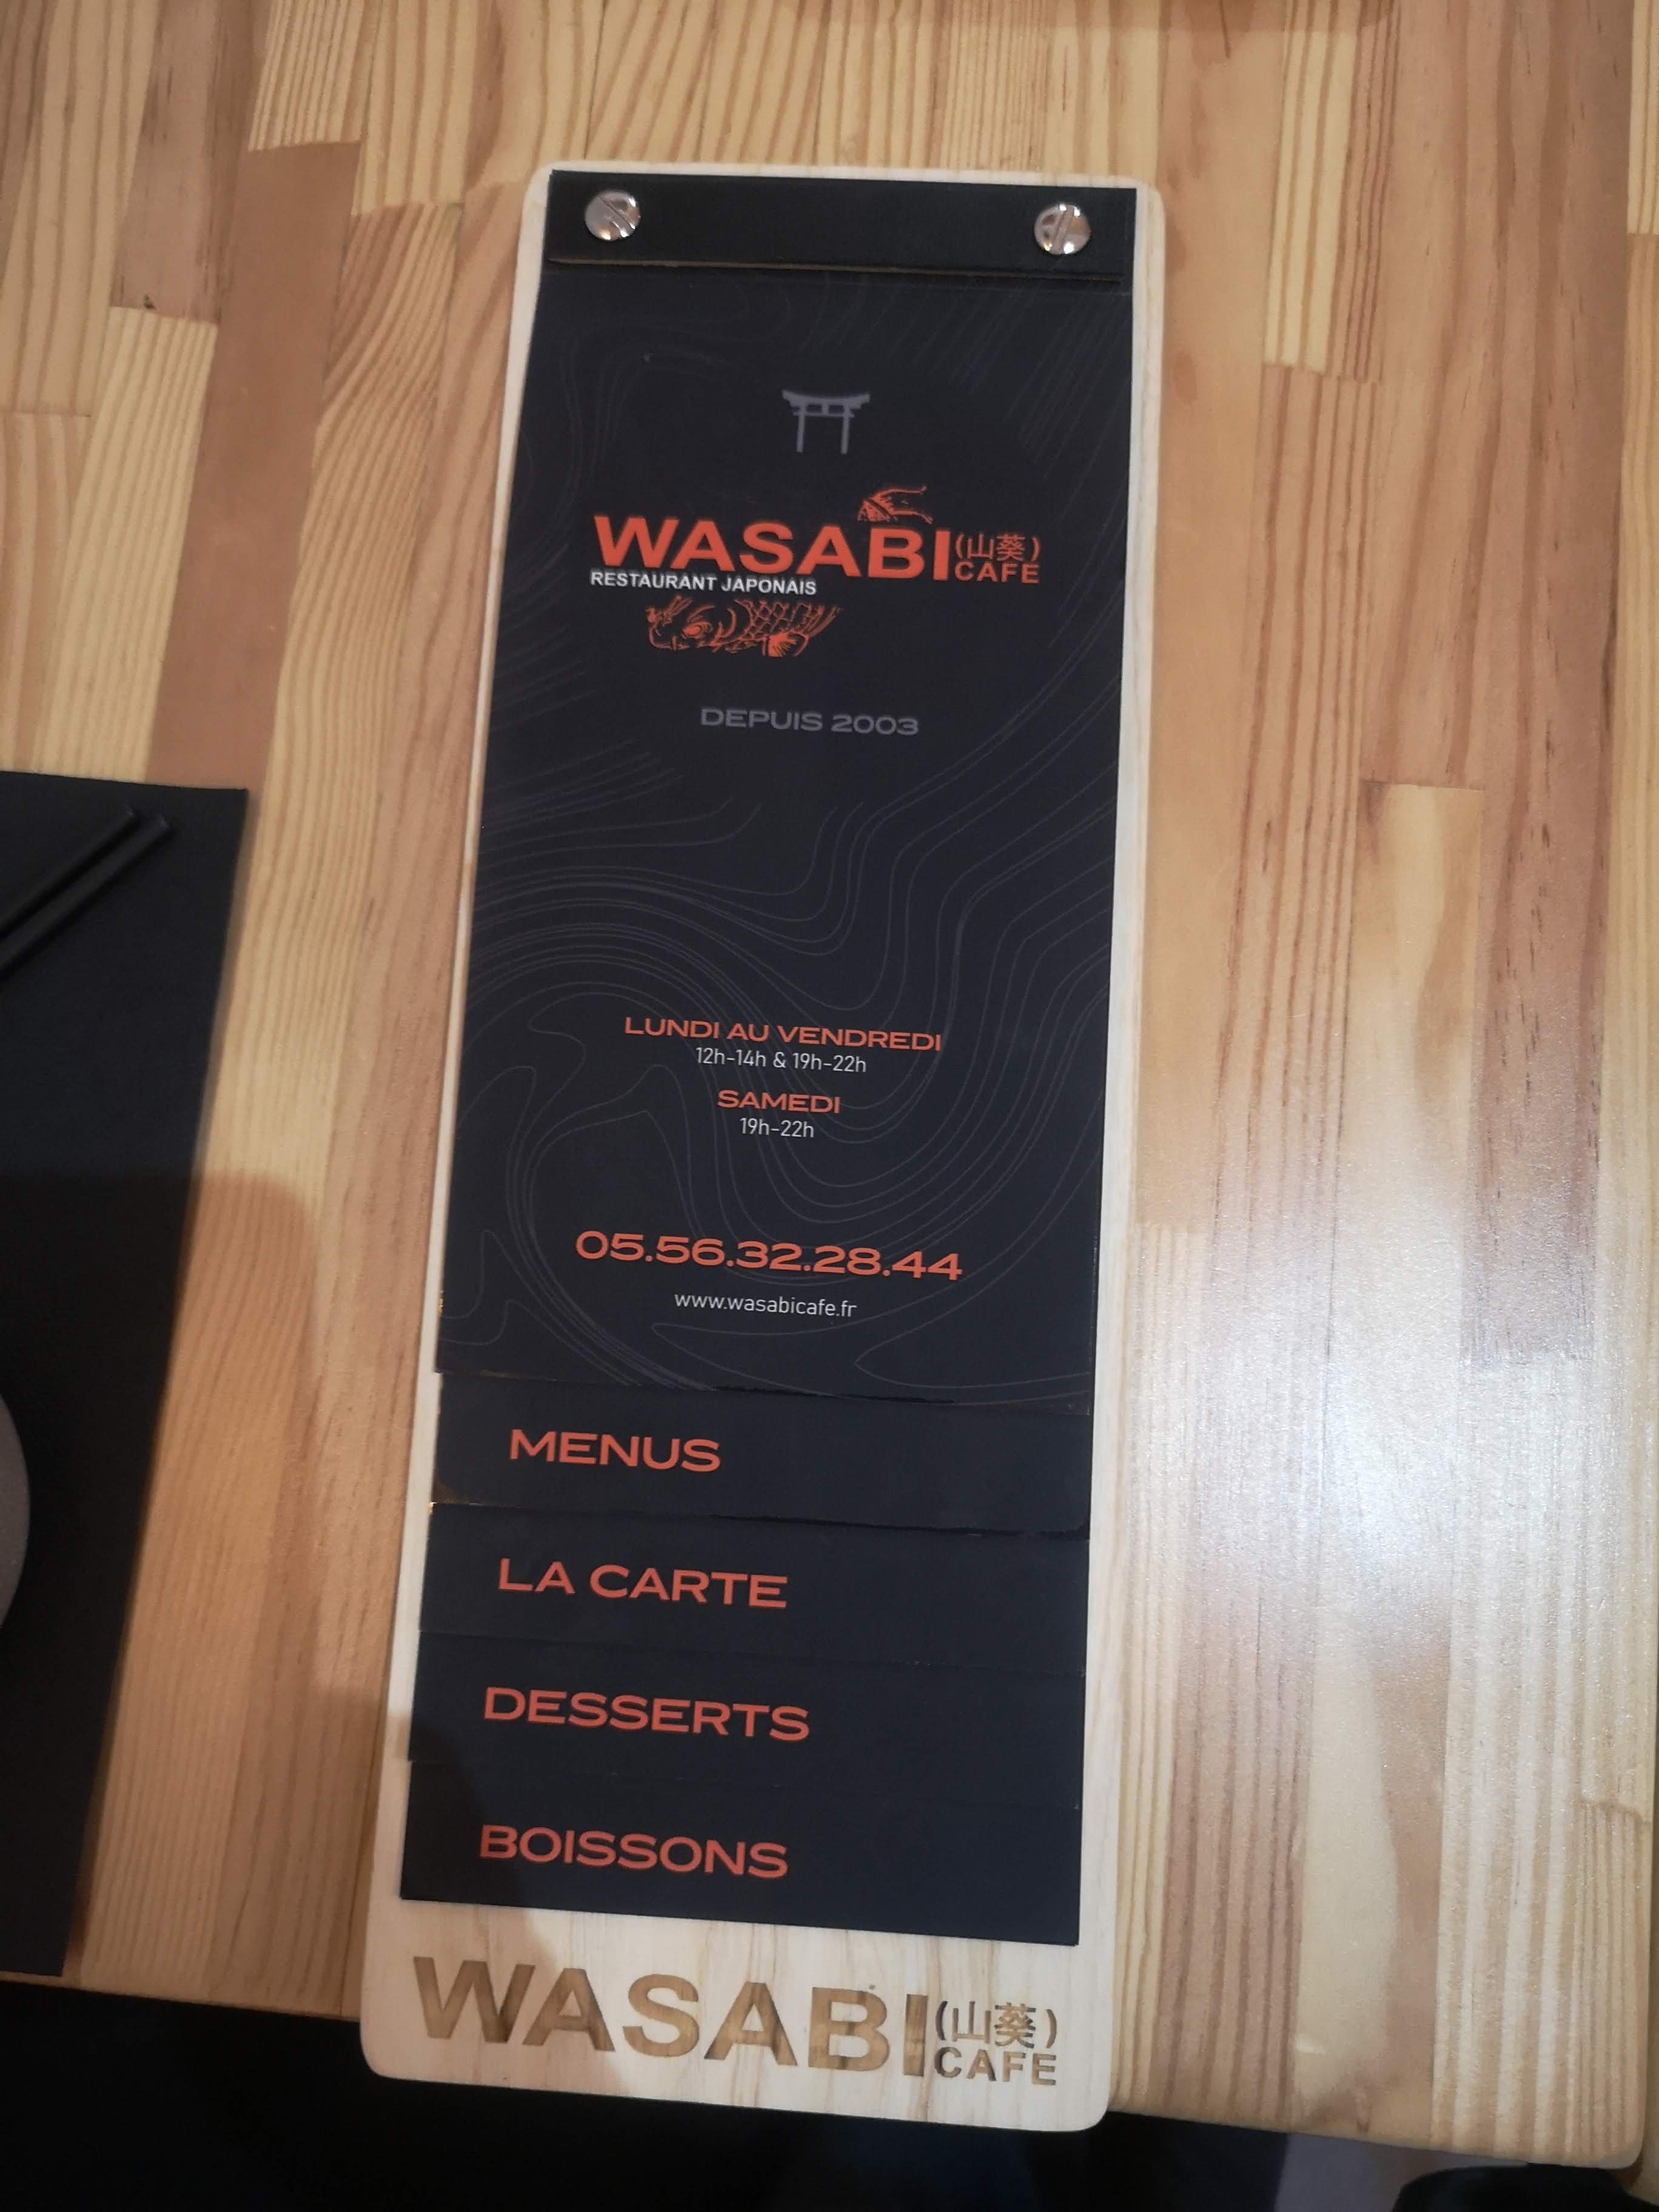 WASABI (山葵) CAFE
RESTAURANT JAPONAIS
DEPUIS 2003
LUNDI AU VENDREDI
12h-14h & 19h-22h
SAMEDI
19h-22h
05.56.32.28.44
www.wasabicafe.fr
MENUS
LA CARTE
DESSERTS
BOISSONS
WASABI (山葵) CAFE